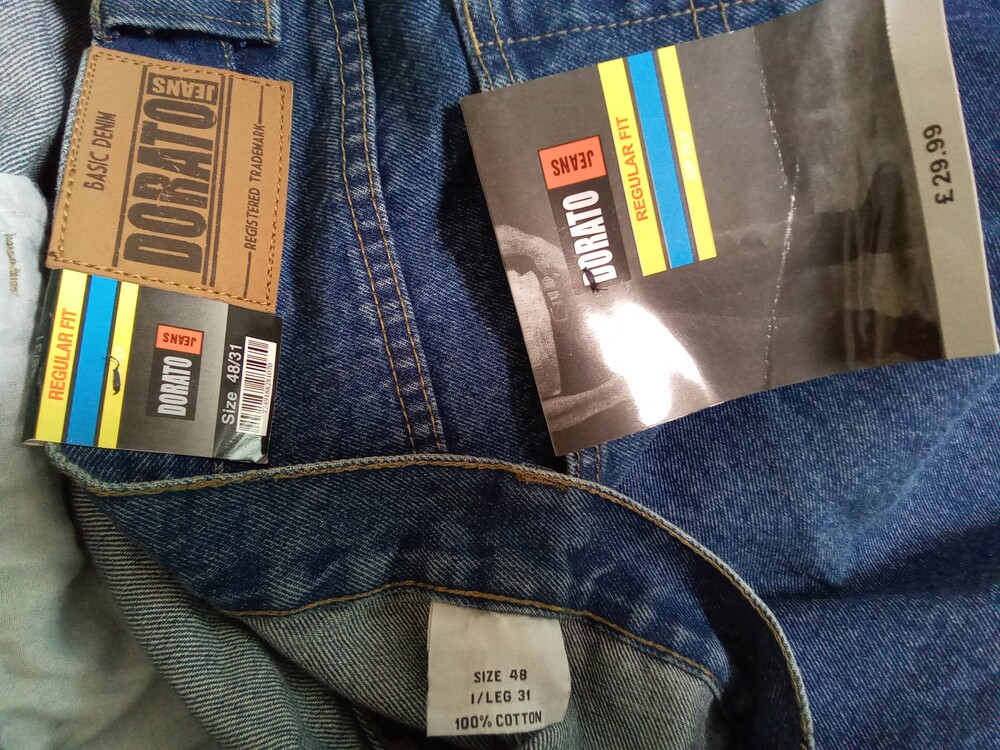 BASIC DENIM
DORATO JEANS
REGISTERED TRADEMARK
REGULAR FIT
DORATO JEANS
Size 48/31
DORATO JEANS
REGULAR FIT
£29.99
SIZE 48
I/LEG 31
100% COTTON